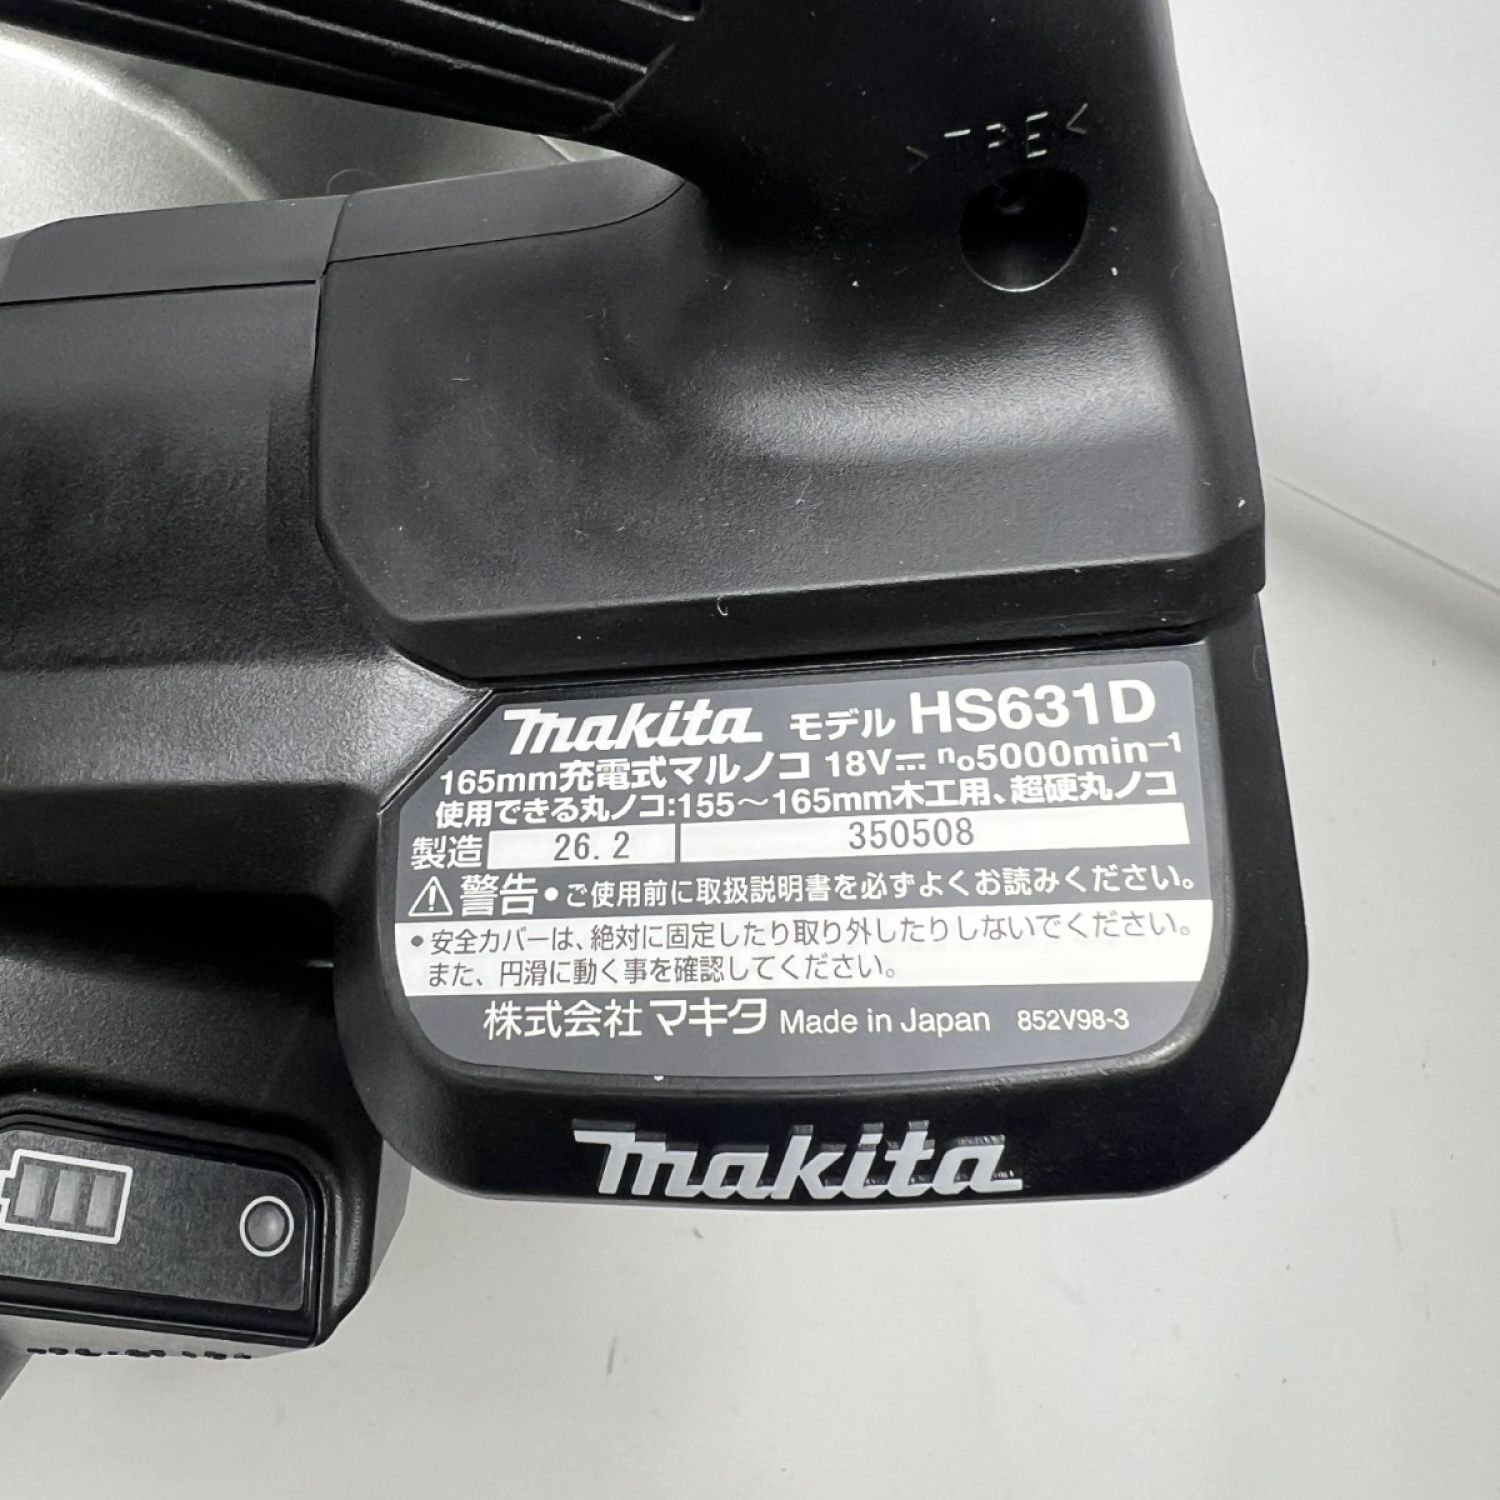 >TPE<
makita モデル HS631D
165mm充電式マルノコ 18V⎓ n₀5000min⁻¹
使用できる丸ノコ:155～165mm木工用、超硬丸ノコ
製造 26.2 350508
⚠警告 •ご使用前に取扱説明書を必ずよくお読みください。
•安全カバーは、絶対に固定したり取り外したりしないでください。
また、円滑に動く事を確認してください。
株式会社マキタ Made in Japan 852V98-3
makita